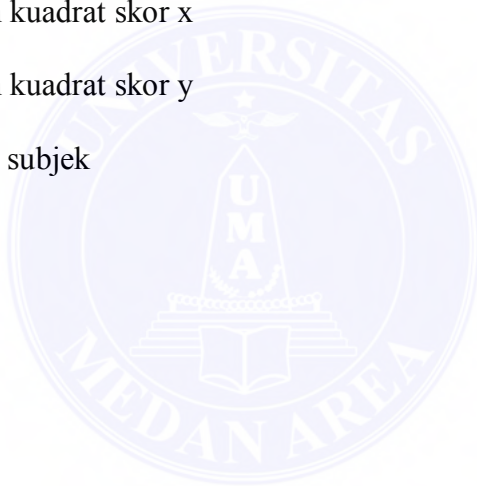 kuadrat skor x
kuadrat skor y
subjek
UNIVERSITAS
UMA
MEDAN AREA